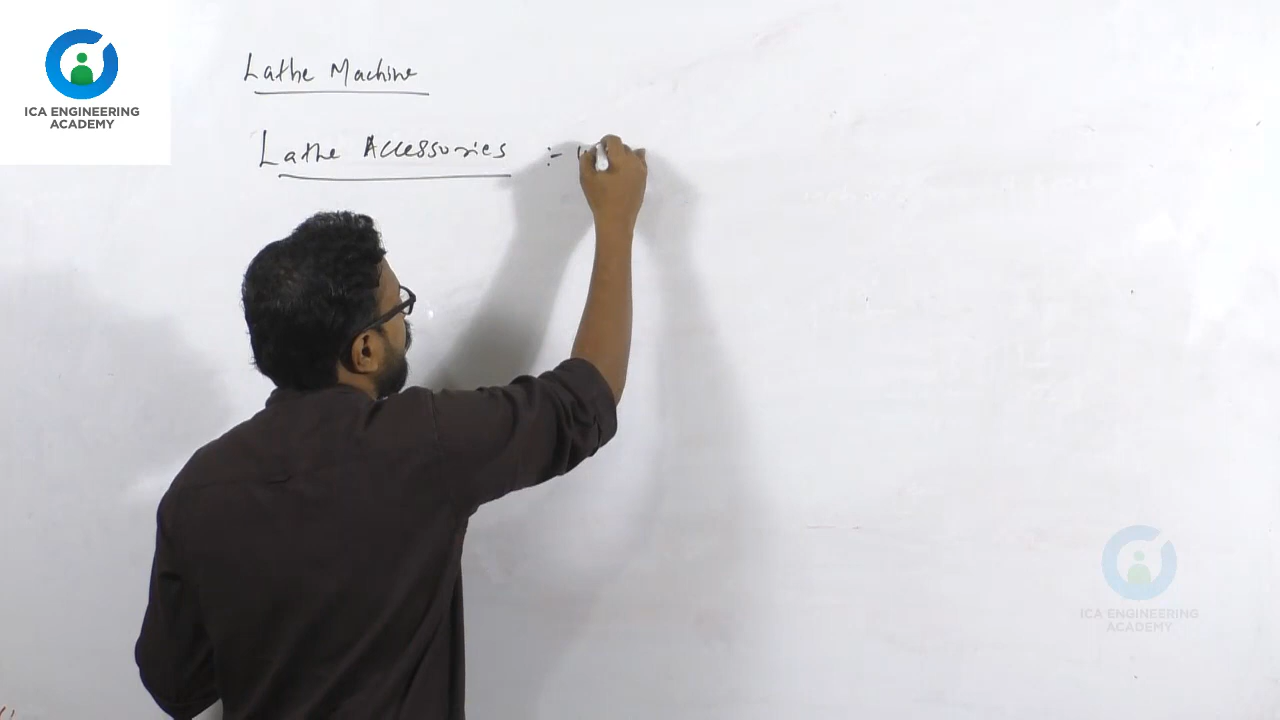 ICA ENGINEERING
ACADEMY
Lathe Machine
Lathe Accessories :-
ICA ENGINEERING
ACADEMY